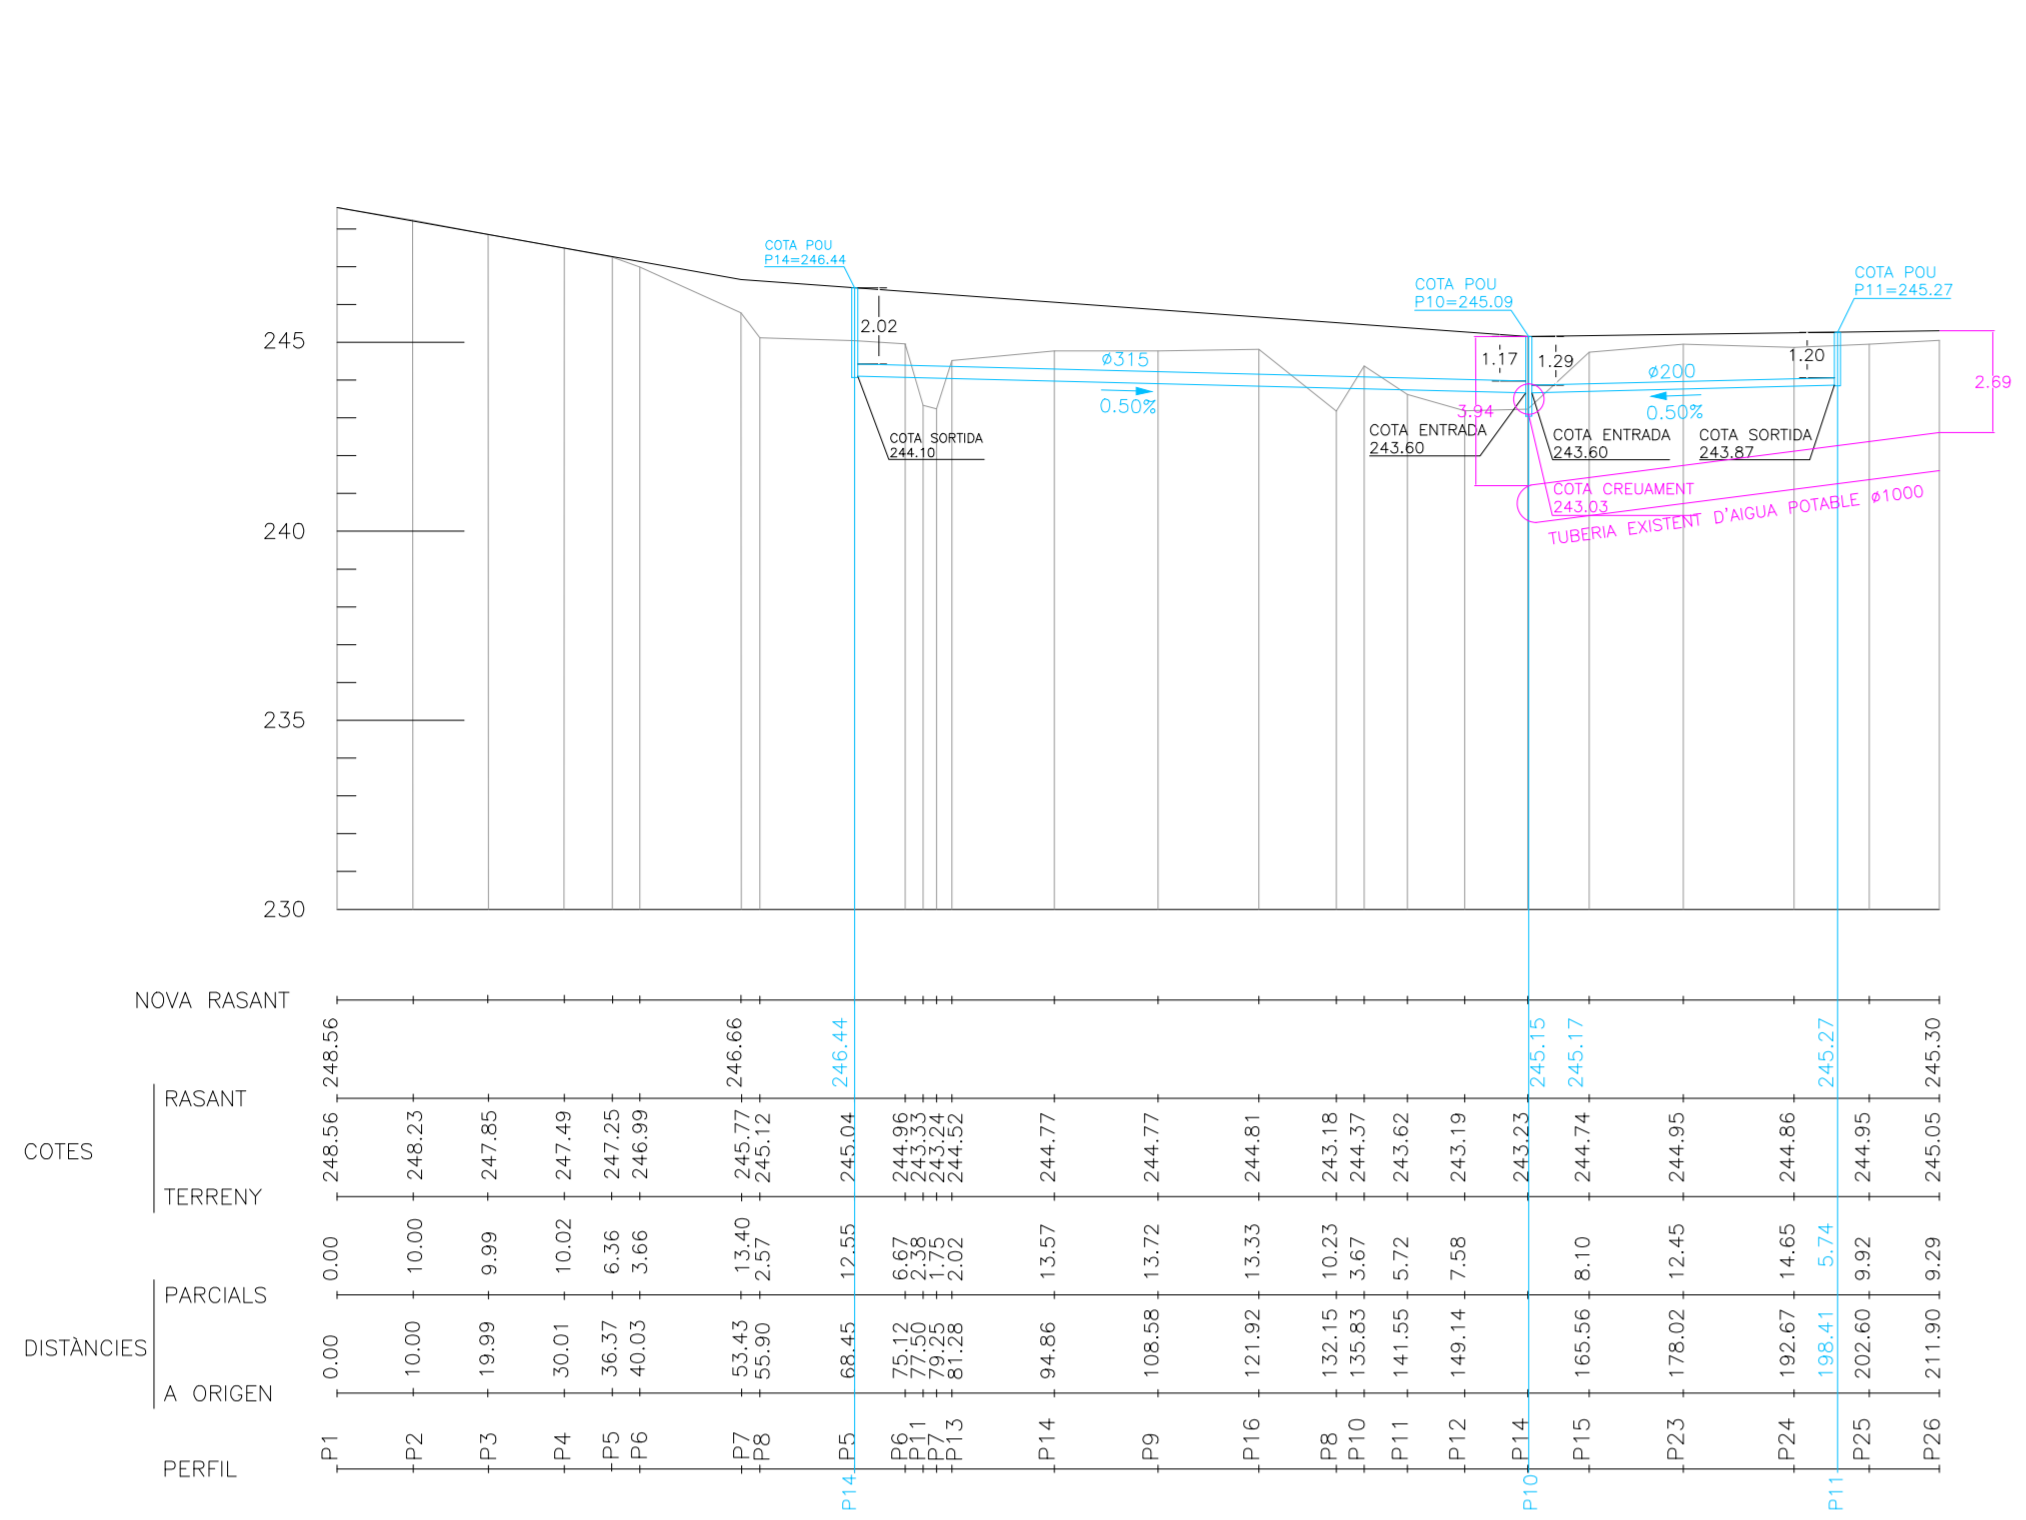 COTA POU
P14=246.44
COTA POU
P10=245.09
COTA POU
P11=245.27
2.02
1.17
1.29
1.20
2.69
3.94
ø315
0.50%
ø200
0.50%
COTA SORTIDA
244.10
COTA ENTRADA
243.60
COTA ENTRADA
243.60
COTA SORTIDA
243.87
COTA CREUAMENT
243.03
TUBERIA EXISTENT D'AIGUA POTABLE ø1000
245
240
235
230
NOVA RASANT
248.56 246.66 246.44 245.15 245.17 245.27 245.30
RASANT
COTES
248.56 248.23 247.85 247.49 247.25 246.99 245.77 245.12 245.04 244.96 243.33 243.24 244.52 244.77 244.77 244.81 243.18 244.37 243.62 243.19 243.23 244.74 244.95 244.86 244.95 245.05
TERRENY
0.00 10.00 9.99 10.02 6.36 3.66 13.40 2.57 12.55 6.67 2.38 1.75 2.02 13.57 13.72 13.33 10.23 3.67 5.72 7.58 8.10 12.45 14.65 5.74 9.92 9.29
PARCIALS
DISTÀNCIES
0.00 10.00 19.99 30.01 36.37 40.03 53.43 55.90 68.45 75.12 77.50 79.25 81.28 94.86 108.58 121.92 132.15 135.83 141.55 149.14 165.56 178.02 192.67 198.41 202.60 211.90
A ORIGEN
P1 P2 P3 P4 P5 P6 P7 P8 P5 P6 P11 P7 P13 P14 P9 P16 P8 P10 P11 P12 P14 P15 P23 P24 P25 P26
PERFIL
P14 P10 P11